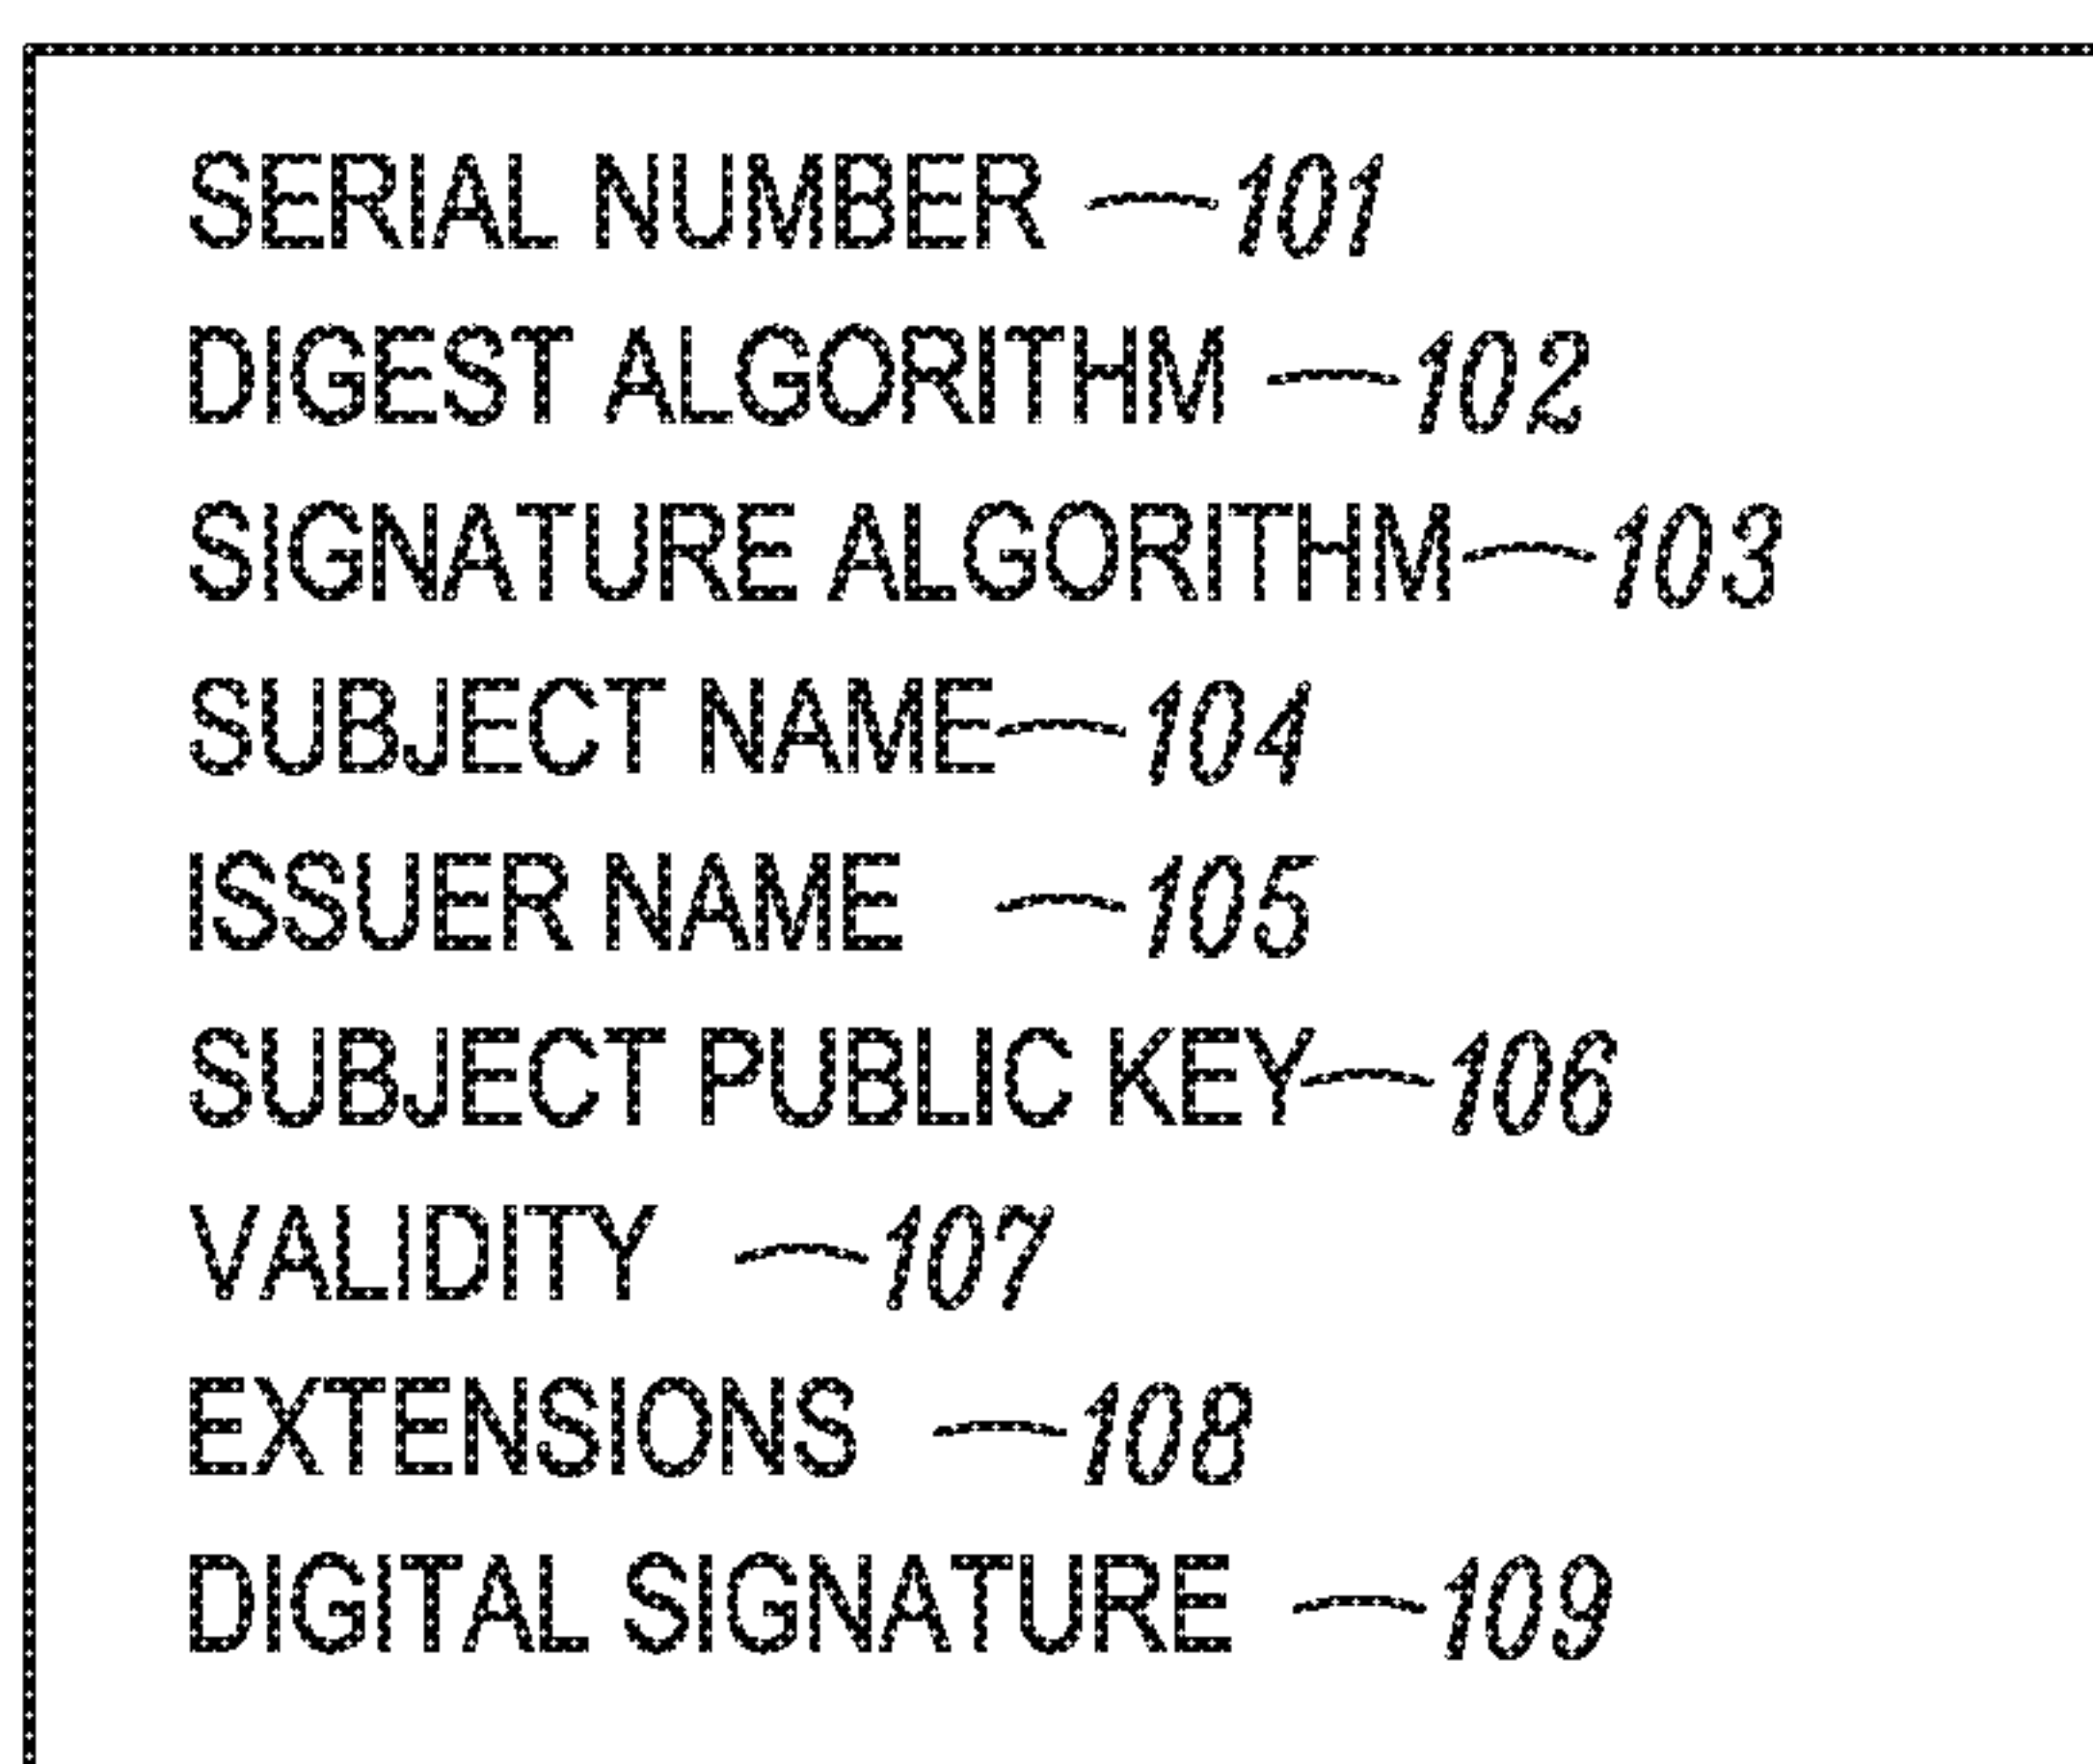 SERIAL NUMBER 101
DIGEST ALGORITHM 102
SIGNATURE ALGORITHM 103
SUBJECT NAME 104
ISSUER NAME 105
SUBJECT PUBLIC KEY 106
VALIDITY 107
EXTENSIONS 108
DIGITAL SIGNATURE 109